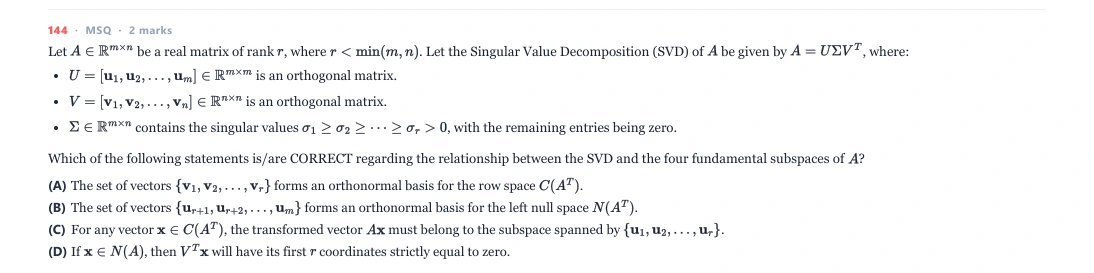 144 · MSQ · 2 marks
Let A ∈ ℝ^{m×n} be a real matrix of rank r, where r < min(m, n). Let the Singular Value Decomposition (SVD) of A be given by A = UΣV^T, where:
• U = [u₁, u₂, . . . , uₘ] ∈ ℝ^{m×m} is an orthogonal matrix.
• V = [v₁, v₂, . . . , vₙ] ∈ ℝ^{n×n} is an orthogonal matrix.
• Σ ∈ ℝ^{m×n} contains the singular values σ₁ ≥ σ₂ ≥ ··· ≥ σᵣ > 0, with the remaining entries being zero.
Which of the following statements is/are CORRECT regarding the relationship between the SVD and the four fundamental subspaces of A?
(A) The set of vectors {v₁, v₂, . . . , vᵣ} forms an orthonormal basis for the row space C(A^T).
(B) The set of vectors {u_{r+1}, u_{r+2}, . . . , uₘ} forms an orthonormal basis for the left null space N(A^T).
(C) For any vector x ∈ C(A^T), the transformed vector Ax must belong to the subspace spanned by {u₁, u₂, . . . , uᵣ}.
(D) If x ∈ N(A), then V^T x will have its first r coordinates strictly equal to zero.